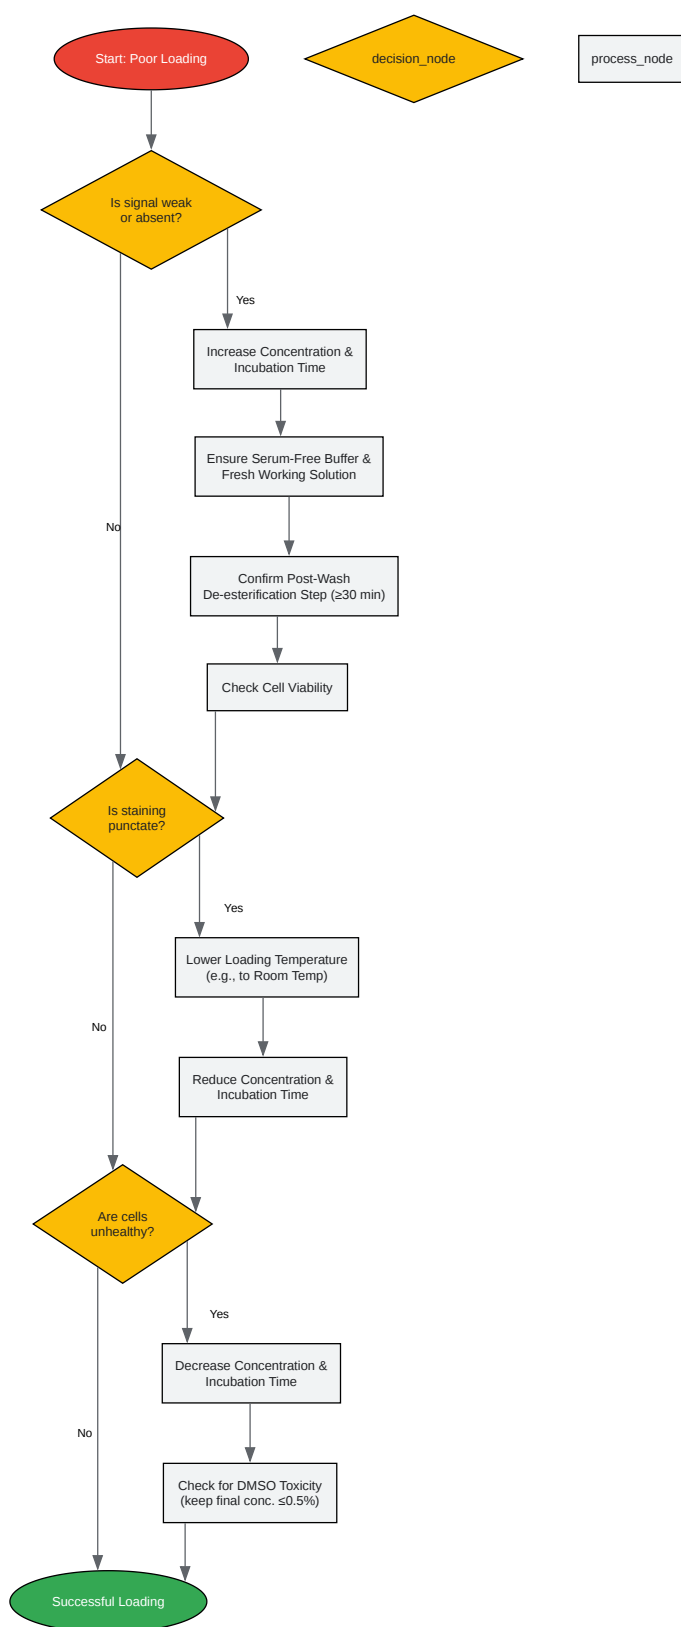 Start: Poor Loading
decision_node
process_node
Is signal weak
or absent?
Yes
Increase Concentration &
Incubation Time
Ensure Serum-Free Buffer &
Fresh Working Solution
No
Confirm Post-Wash
De-esterification Step (≥30 min)
Check Cell Viability
Is staining
punctate?
Yes
Lower Loading Temperature
(e.g., to Room Temp)
No
Reduce Concentration &
Incubation Time
Are cells
unhealthy?
Yes
Decrease Concentration &
Incubation Time
No
Check for DMSO Toxicity
(keep final conc. ≤0.5%)
Successful Loading